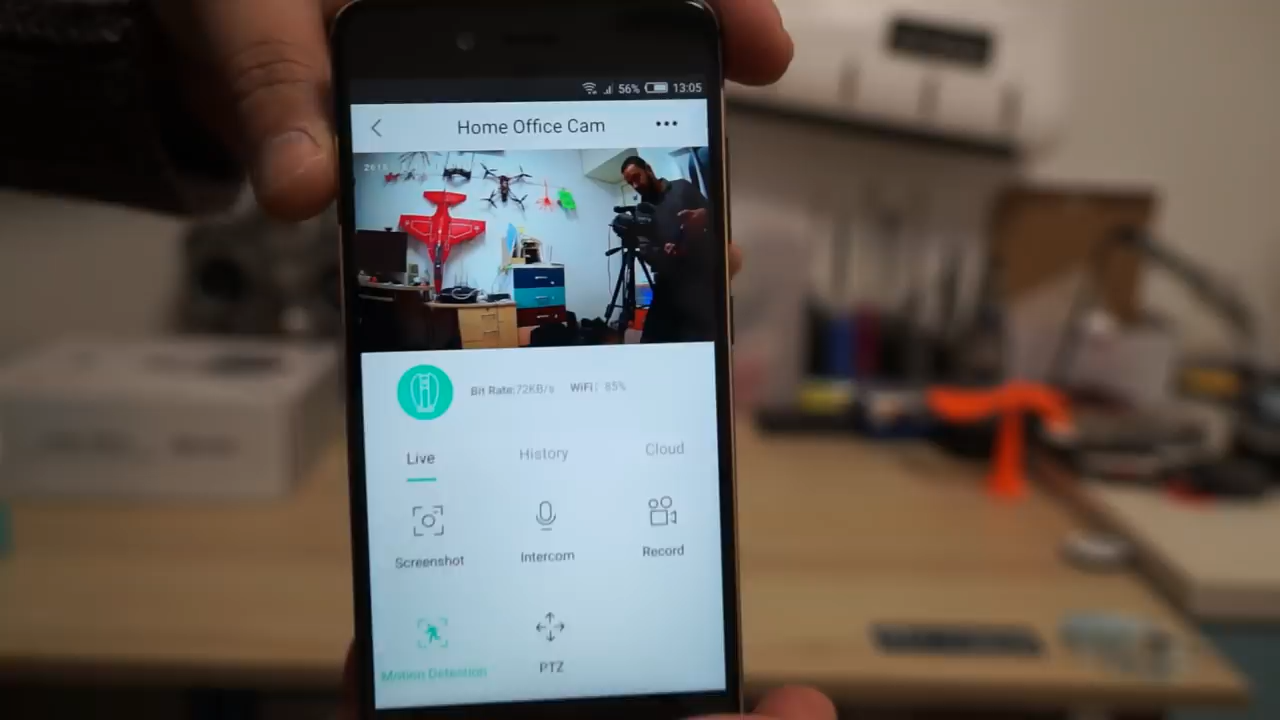 56% 13:05
Home Office Cam
Bit Rate:72KB/s WiFi: 85%
Live History Cloud
Screenshot Intercom Record
Motion Detection PTZ